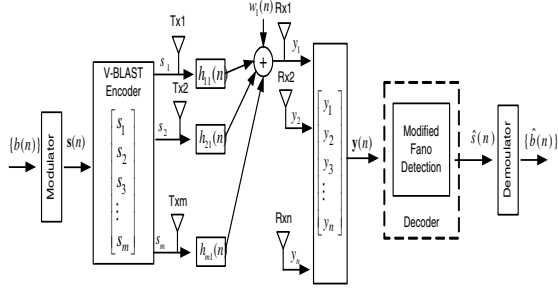 {b(n)}
Modulator
s(n)
V-BLAST
Encoder
s1
s2
s3
⋮
sm
s1
s2
sm
Tx1
Tx2
Txm
h11(n)
h21(n)
hm1(n)
w1(n)
+
Rx1
Rx2
Rxn
y1
y2
yn
y1
y2
y3
⋮
yn
y(n)
Modified
Fano
Detection
Decoder
ŝ(n)
Demoulator
{b̂(n)}